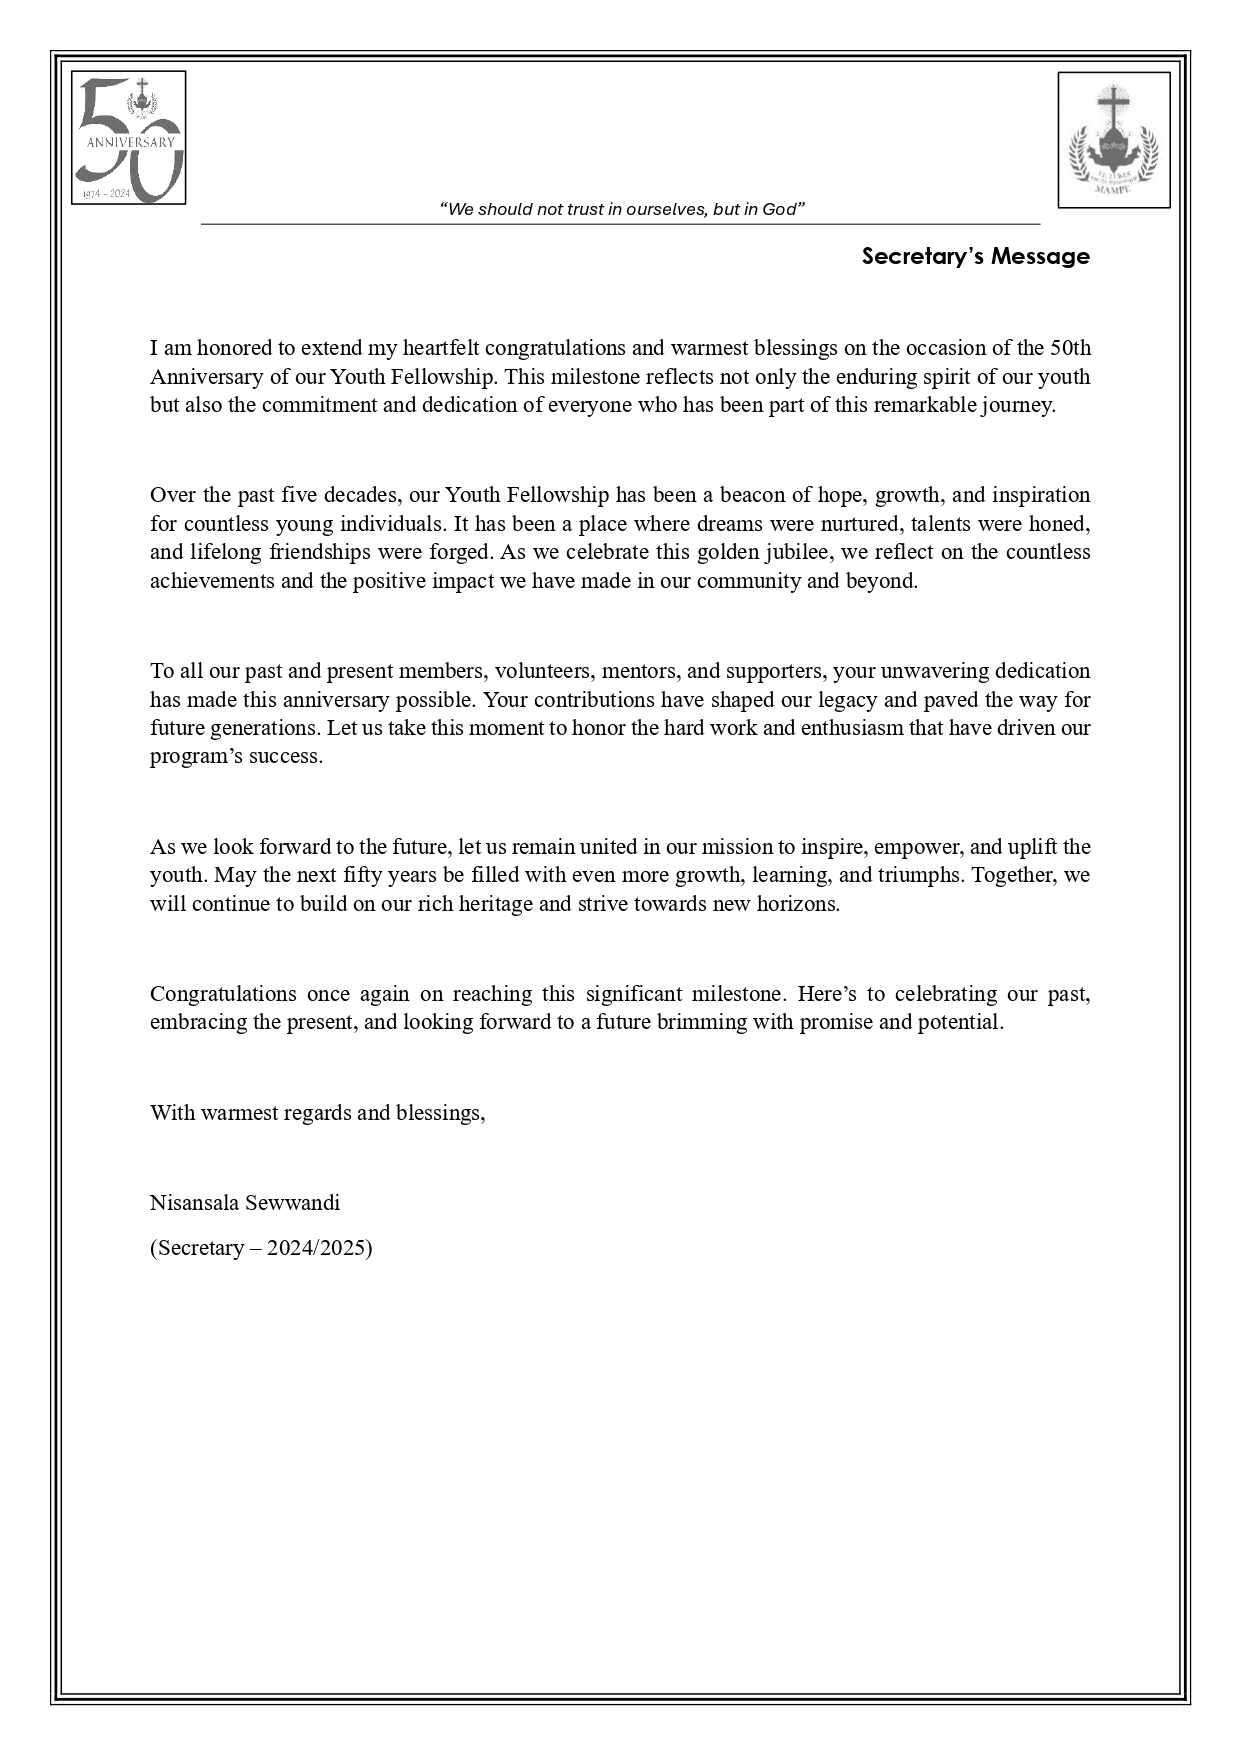 50
ANNIVERSARY
1974 - 2024
MAMPE
“We should not trust in ourselves, but in God”
Secretary’s Message
I am honored to extend my heartfelt congratulations and warmest blessings on the occasion of the 50th
Anniversary of our Youth Fellowship. This milestone reflects not only the enduring spirit of our youth
but also the commitment and dedication of everyone who has been part of this remarkable journey.
Over the past five decades, our Youth Fellowship has been a beacon of hope, growth, and inspiration
for countless young individuals. It has been a place where dreams were nurtured, talents were honed,
and lifelong friendships were forged. As we celebrate this golden jubilee, we reflect on the countless
achievements and the positive impact we have made in our community and beyond.
To all our past and present members, volunteers, mentors, and supporters, your unwavering dedication
has made this anniversary possible. Your contributions have shaped our legacy and paved the way for
future generations. Let us take this moment to honor the hard work and enthusiasm that have driven our
program’s success.
As we look forward to the future, let us remain united in our mission to inspire, empower, and uplift the
youth. May the next fifty years be filled with even more growth, learning, and triumphs. Together, we
will continue to build on our rich heritage and strive towards new horizons.
Congratulations once again on reaching this significant milestone. Here’s to celebrating our past,
embracing the present, and looking forward to a future brimming with promise and potential.
With warmest regards and blessings,
Nisansala Sewwandi
(Secretary – 2024/2025)